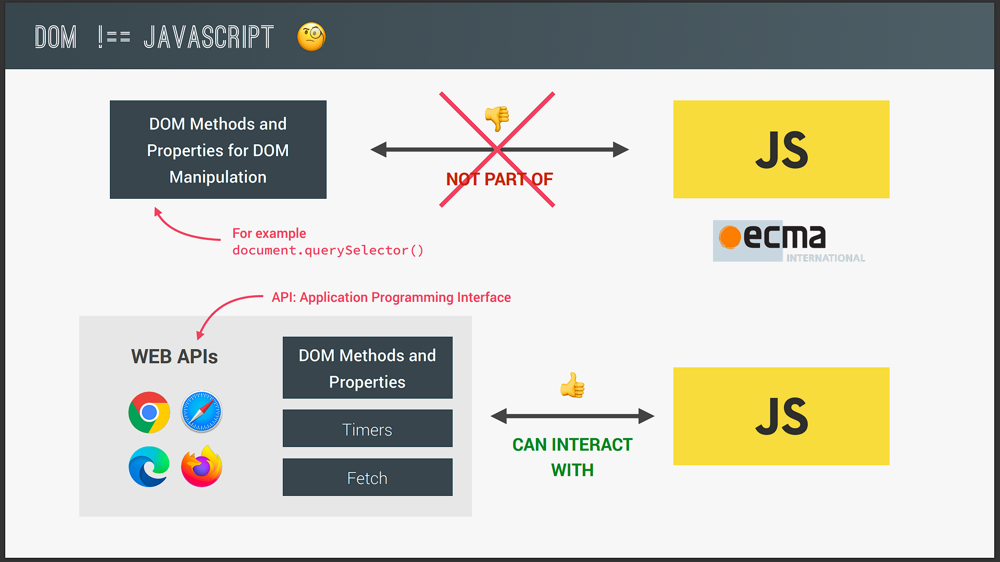 DOM !== JAVASCRIPT
DOM Methods and
Properties for DOM
Manipulation
NOT PART OF
JS
For example
document.querySelector()
ecma
INTERNATIONAL
API: Application Programming Interface
WEB APIs
DOM Methods and
Properties
Timers
Fetch
CAN INTERACT
WITH
JS